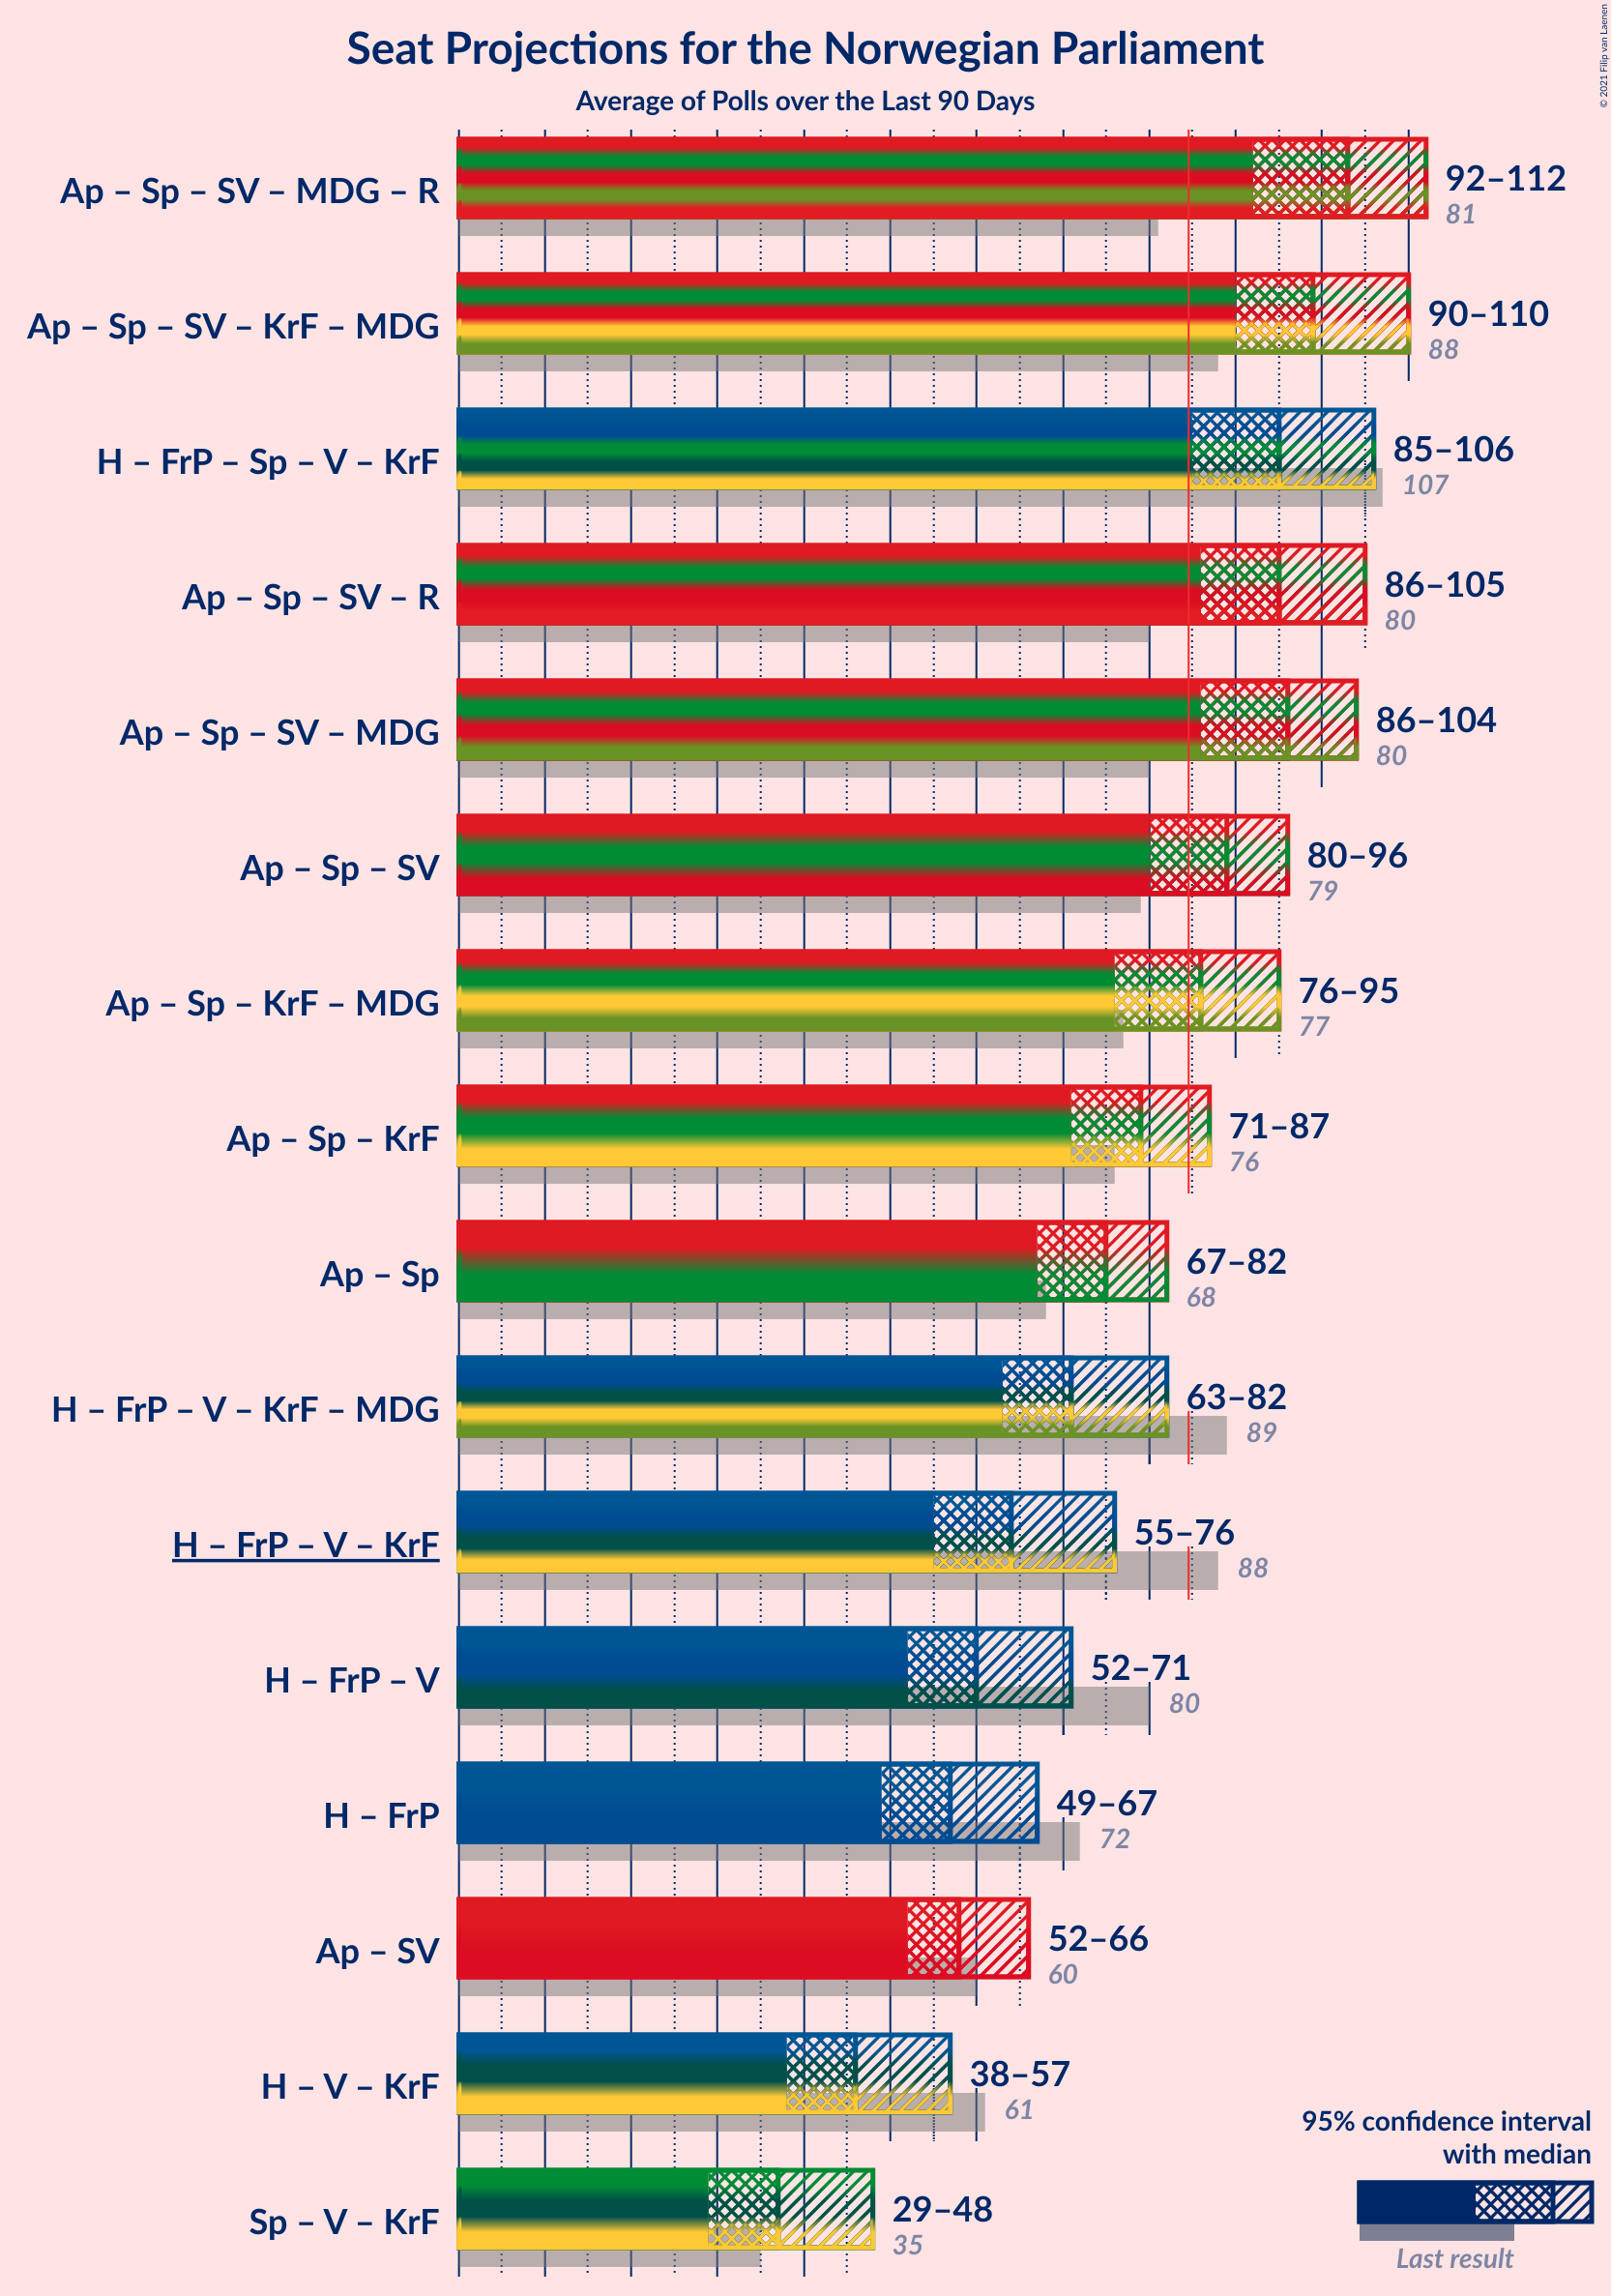 Seat Projections for the Norwegian Parliament
Average of Polls over the Last 90 Days
© 2021 Filip van Laenen
Ap – Sp – SV – MDG – R
92–112
81
Ap – Sp – SV – KrF – MDG
90–110
88
H – FrP – Sp – V – KrF
85–106
107
Ap – Sp – SV – R
86–105
80
Ap – Sp – SV – MDG
86–104
80
Ap – Sp – SV
80–96
79
Ap – Sp – KrF – MDG
76–95
77
Ap – Sp – KrF
71–87
76
Ap – Sp
67–82
68
H – FrP – V – KrF – MDG
63–82
89
H – FrP – V – KrF
55–76
88
H – FrP – V
52–71
80
H – FrP
49–67
72
Ap – SV
52–66
60
H – V – KrF
38–57
61
Sp – V – KrF
29–48
35
95% confidence interval
with median
Last result